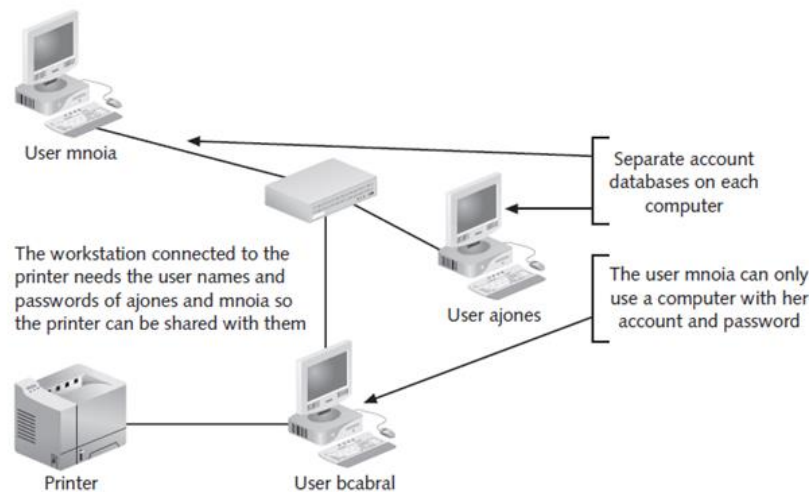 User mnoia
Separate account
databases on each
computer
The workstation connected to the
printer needs the user names and
passwords of ajones and mnoia so
the printer can be shared with them
User ajones
The user mnoia can only
use a computer with her
account and password
Printer
User bcabral